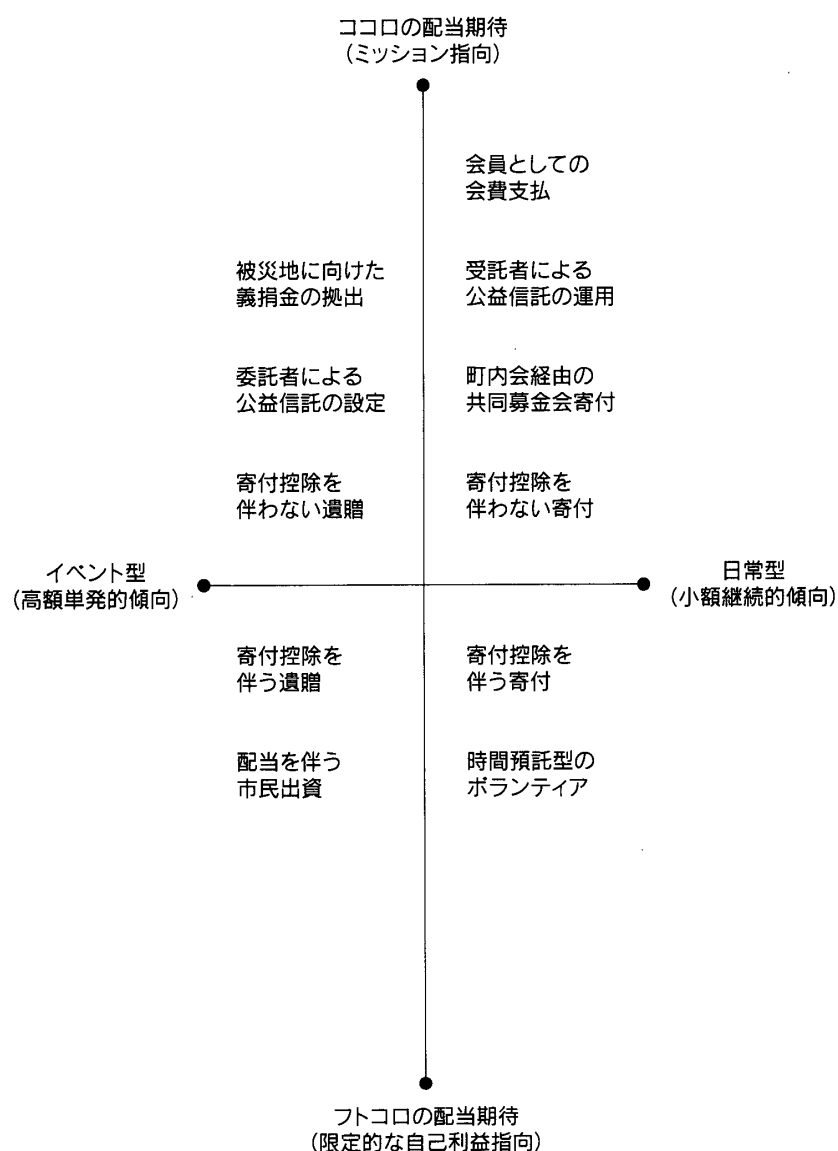 ココロの配当期待
(ミッション指向)
会員としての
会費支払
被災地に向けた
義捐金の拠出
受託者による
公益信託の運用
委託者による
公益信託の設定
町内会経由の
共同募金会寄付
寄付控除を
伴わない遺贈
寄付控除を
伴わない寄付
イベント型
(高額単発的傾向)
日常型
(小額継続的傾向)
寄付控除を
伴う遺贈
寄付控除を
伴う寄付
配当を伴う
市民出資
時間預託型の
ボランティア
フトコロの配当期待
(限定的な自己利益指向)